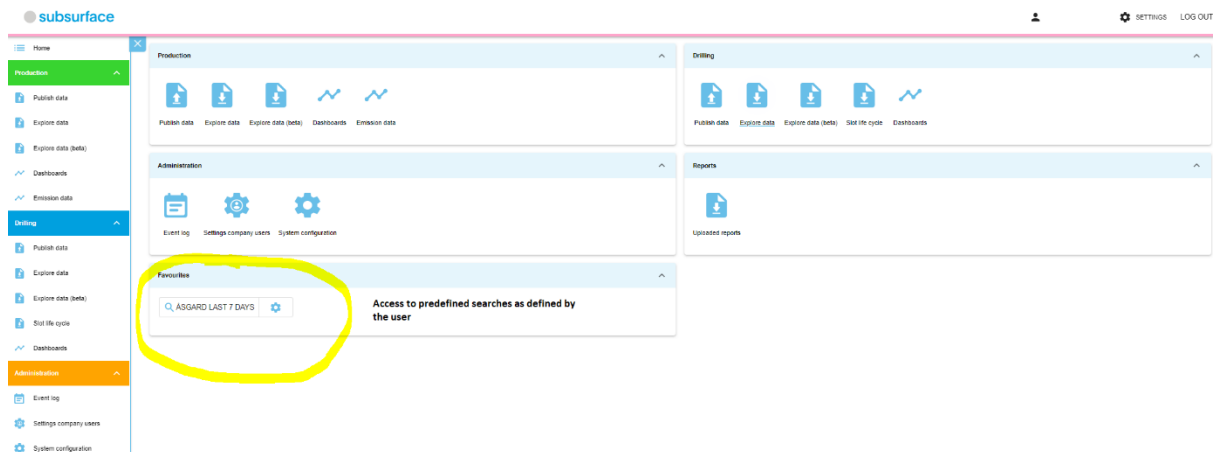 subsurface
SETTINGS LOG OUT
Home
Production
Publish data
Explore data
Explore data (beta)
Dashboards
Emission data
Drilling
Publish data
Explore data
Explore data (beta)
Slot life cycle
Dashboards
Administration
Event log
Settings company users
System configuration
Production
Publish data Explore data Explore data (beta) Dashboards Emission data
Drilling
Publish data Explore data Explore data (beta) Slot life cycle Dashboards
Administration
Event log Settings company users System configuration
Reports
Uploaded reports
Favourites
ÅSGARD LAST 7 DAYS
Access to predefined searches as defined by
the user